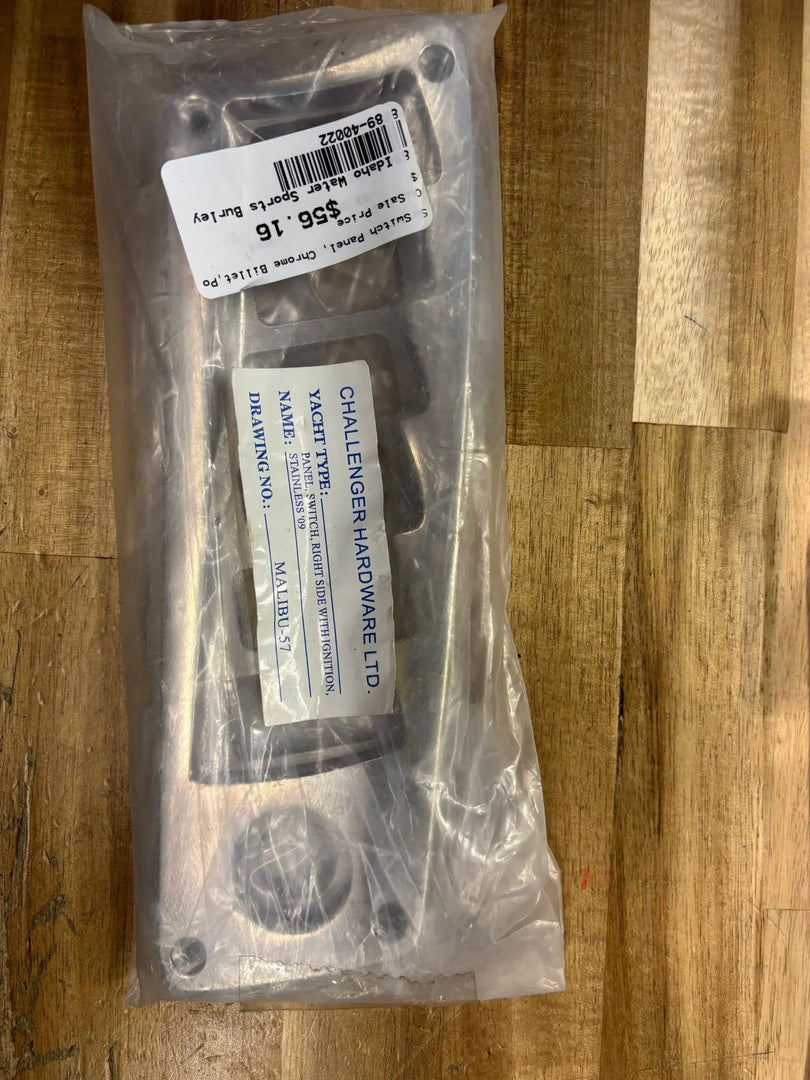 Switch Panel, Chrome Billet,Po
Sale Price
$56.16
Idaho Water Sports Burley
89-40022
CHALLENGER HARDWARE LTD.
YACHT TYPE:
PANEL, SWITCH, RIGHT SIDE WITH IGNITION,
NAME: STAINLESS '09
DRAWING NO.: MALIBU-57